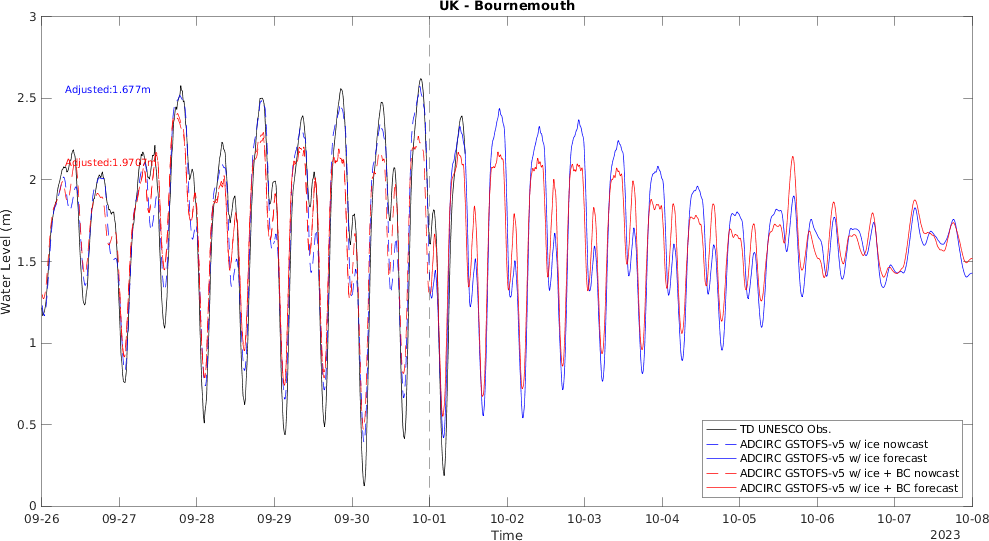 UK - Bournemouth
3
2.5
2
1.5
1
0.5
0
Water Level (m)
Adjusted:1.677m
Adjusted:1.9707m
TD UNESCO Obs.
ADCIRC GSTOFS-v5 w/ ice nowcast
ADCIRC GSTOFS-v5 w/ ice forecast
ADCIRC GSTOFS-v5 w/ ice + BC nowcast
ADCIRC GSTOFS-v5 w/ ice + BC forecast
09-26 09-27 09-28 09-29 09-30 10-01 10-02 10-03 10-04 10-05 10-06 10-07 10-08
Time
2023